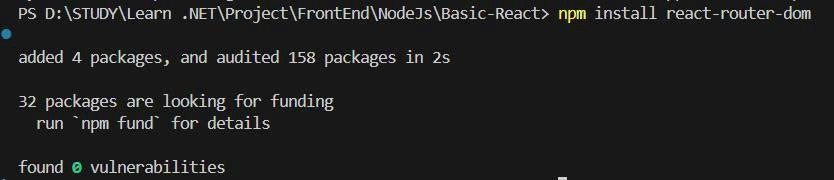 PS D:\STUDY\Learn .NET\Project\FrontEnd\NodeJs\Basic-React> npm install react-router-dom
added 4 packages, and audited 158 packages in 2s
32 packages are looking for funding
  run `npm fund` for details
found 0 vulnerabilities